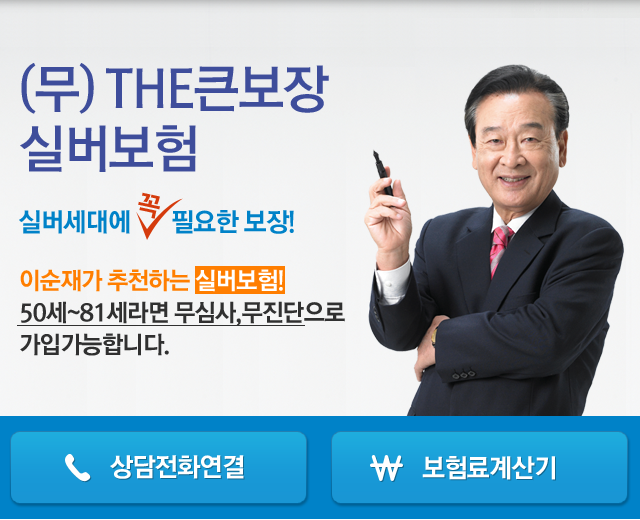 (무) THE큰보장
실버보험
실버세대에 꼭 필요한 보장!
이순재가 추천하는 실버보험!
50세~81세라면 무심사,무진단으로
가입가능합니다.
상담전화연결
₩ 보험료계산기